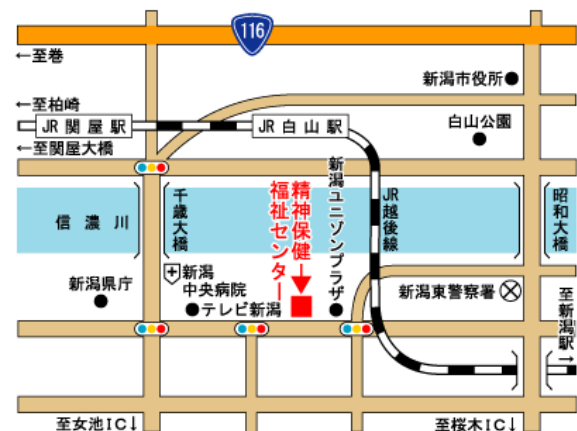 116
←至巻
新潟市役所
←至柏崎
JR関屋駅
JR白山駅
白山公園
←至関屋大橋
信濃川
千歳大橋
精神保健
福祉センター
新潟ユニゾンプラザ
JR越後線
昭和大橋
新潟県庁
新潟
中央病院
テレビ新潟
新潟東警察署
至新潟駅→
至女池IC↓
至桜木IC↓